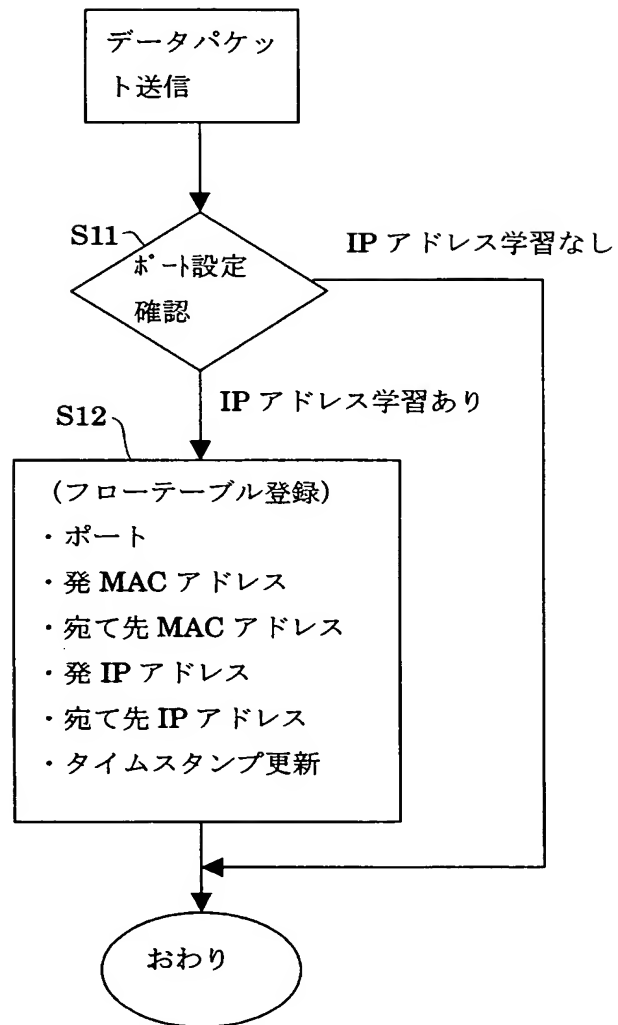 データパケッ
ト送信
S11
IP アドレス学習なし
ﾎﾟｰﾄ設定
確認
IP アドレス学習あり
S12
(フローテーブル登録)
・ポート
・発 MAC アドレス
・宛て先 MAC アドレス
・発 IP アドレス
・宛て先 IP アドレス
・タイムスタンプ更新
おわり